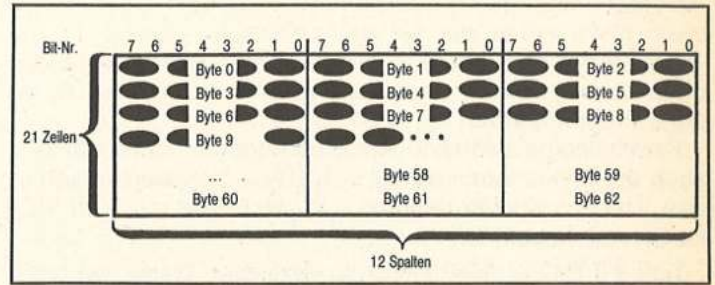 Bit-Nr. 7 6 5 4 3 2 1 0 7 6 5 4 3 2 1 0 7 6 5 4 3 2 1 0
Byte 0 Byte 1 Byte 2
Byte 3 Byte 4 Byte 5
Byte 6 Byte 7 Byte 8
21 Zeilen Byte 9 • • •
... Byte 58 Byte 59
Byte 60 Byte 61 Byte 62
12 Spalten